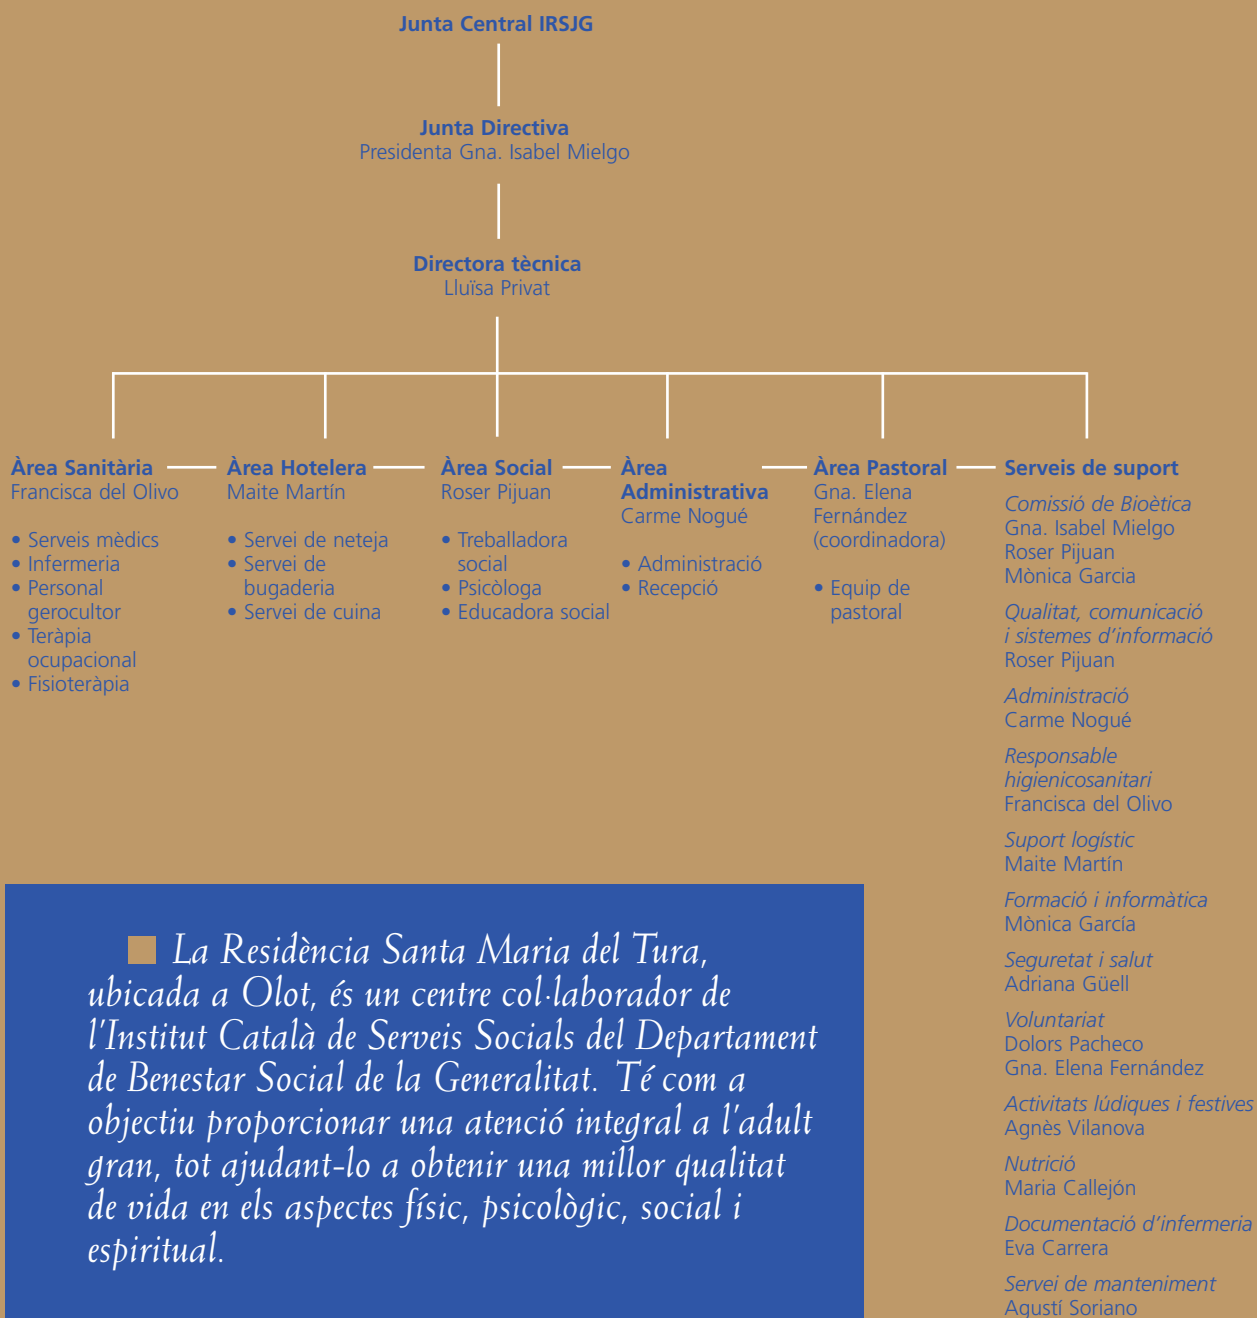 Junta Central IRSJG
Junta Directiva
Presidenta Gna. Isabel Mielgo
Directora tècnica
Lluïsa Privat
Àrea Sanitària
Francisca del Olivo
• Serveis mèdics
• Infermeria
• Personal
gerocultor
• Teràpia
ocupacional
• Fisioteràpia
Àrea Hotelera
Maite Martín
• Servei de neteja
• Servei de
bugaderia
• Servei de cuina
Àrea Social
Roser Pijuan
• Treballadora
social
• Psicòloga
• Educadora social
Àrea
Administrativa
Carme Nogué
• Administració
• Recepció
Àrea Pastoral
Gna. Elena
Fernández
(coordinadora)
• Equip de
pastoral
Serveis de suport
Comissió de Bioètica
Gna. Isabel Mielgo
Roser Pijuan
Mònica Garcia
Qualitat, comunicació
i sistemes d’informació
Roser Pijuan
Administració
Carme Nogué
Responsable
higienicosanitari
Francisca del Olivo
Suport logístic
Maite Martín
Formació i informàtica
Mònica García
Seguretat i salut
Adriana Güell
Voluntariat
Dolors Pacheco
Gna. Elena Fernández
Activitats lúdiques i festives
Agnès Vilanova
Nutrició
Maria Callejón
Documentació d’infermeria
Eva Carrera
Servei de manteniment
Agustí Soriano
La Residència Santa Maria del Tura,
ubicada a Olot, és un centre col·laborador de
l’Institut Català de Serveis Socials del Departament
de Benestar Social de la Generalitat. Té com a
objectiu proporcionar una atenció integral a l’adult
gran, tot ajudant-lo a obtenir una millor qualitat
de vida en els aspectes físic, psicològic, social i
espiritual.